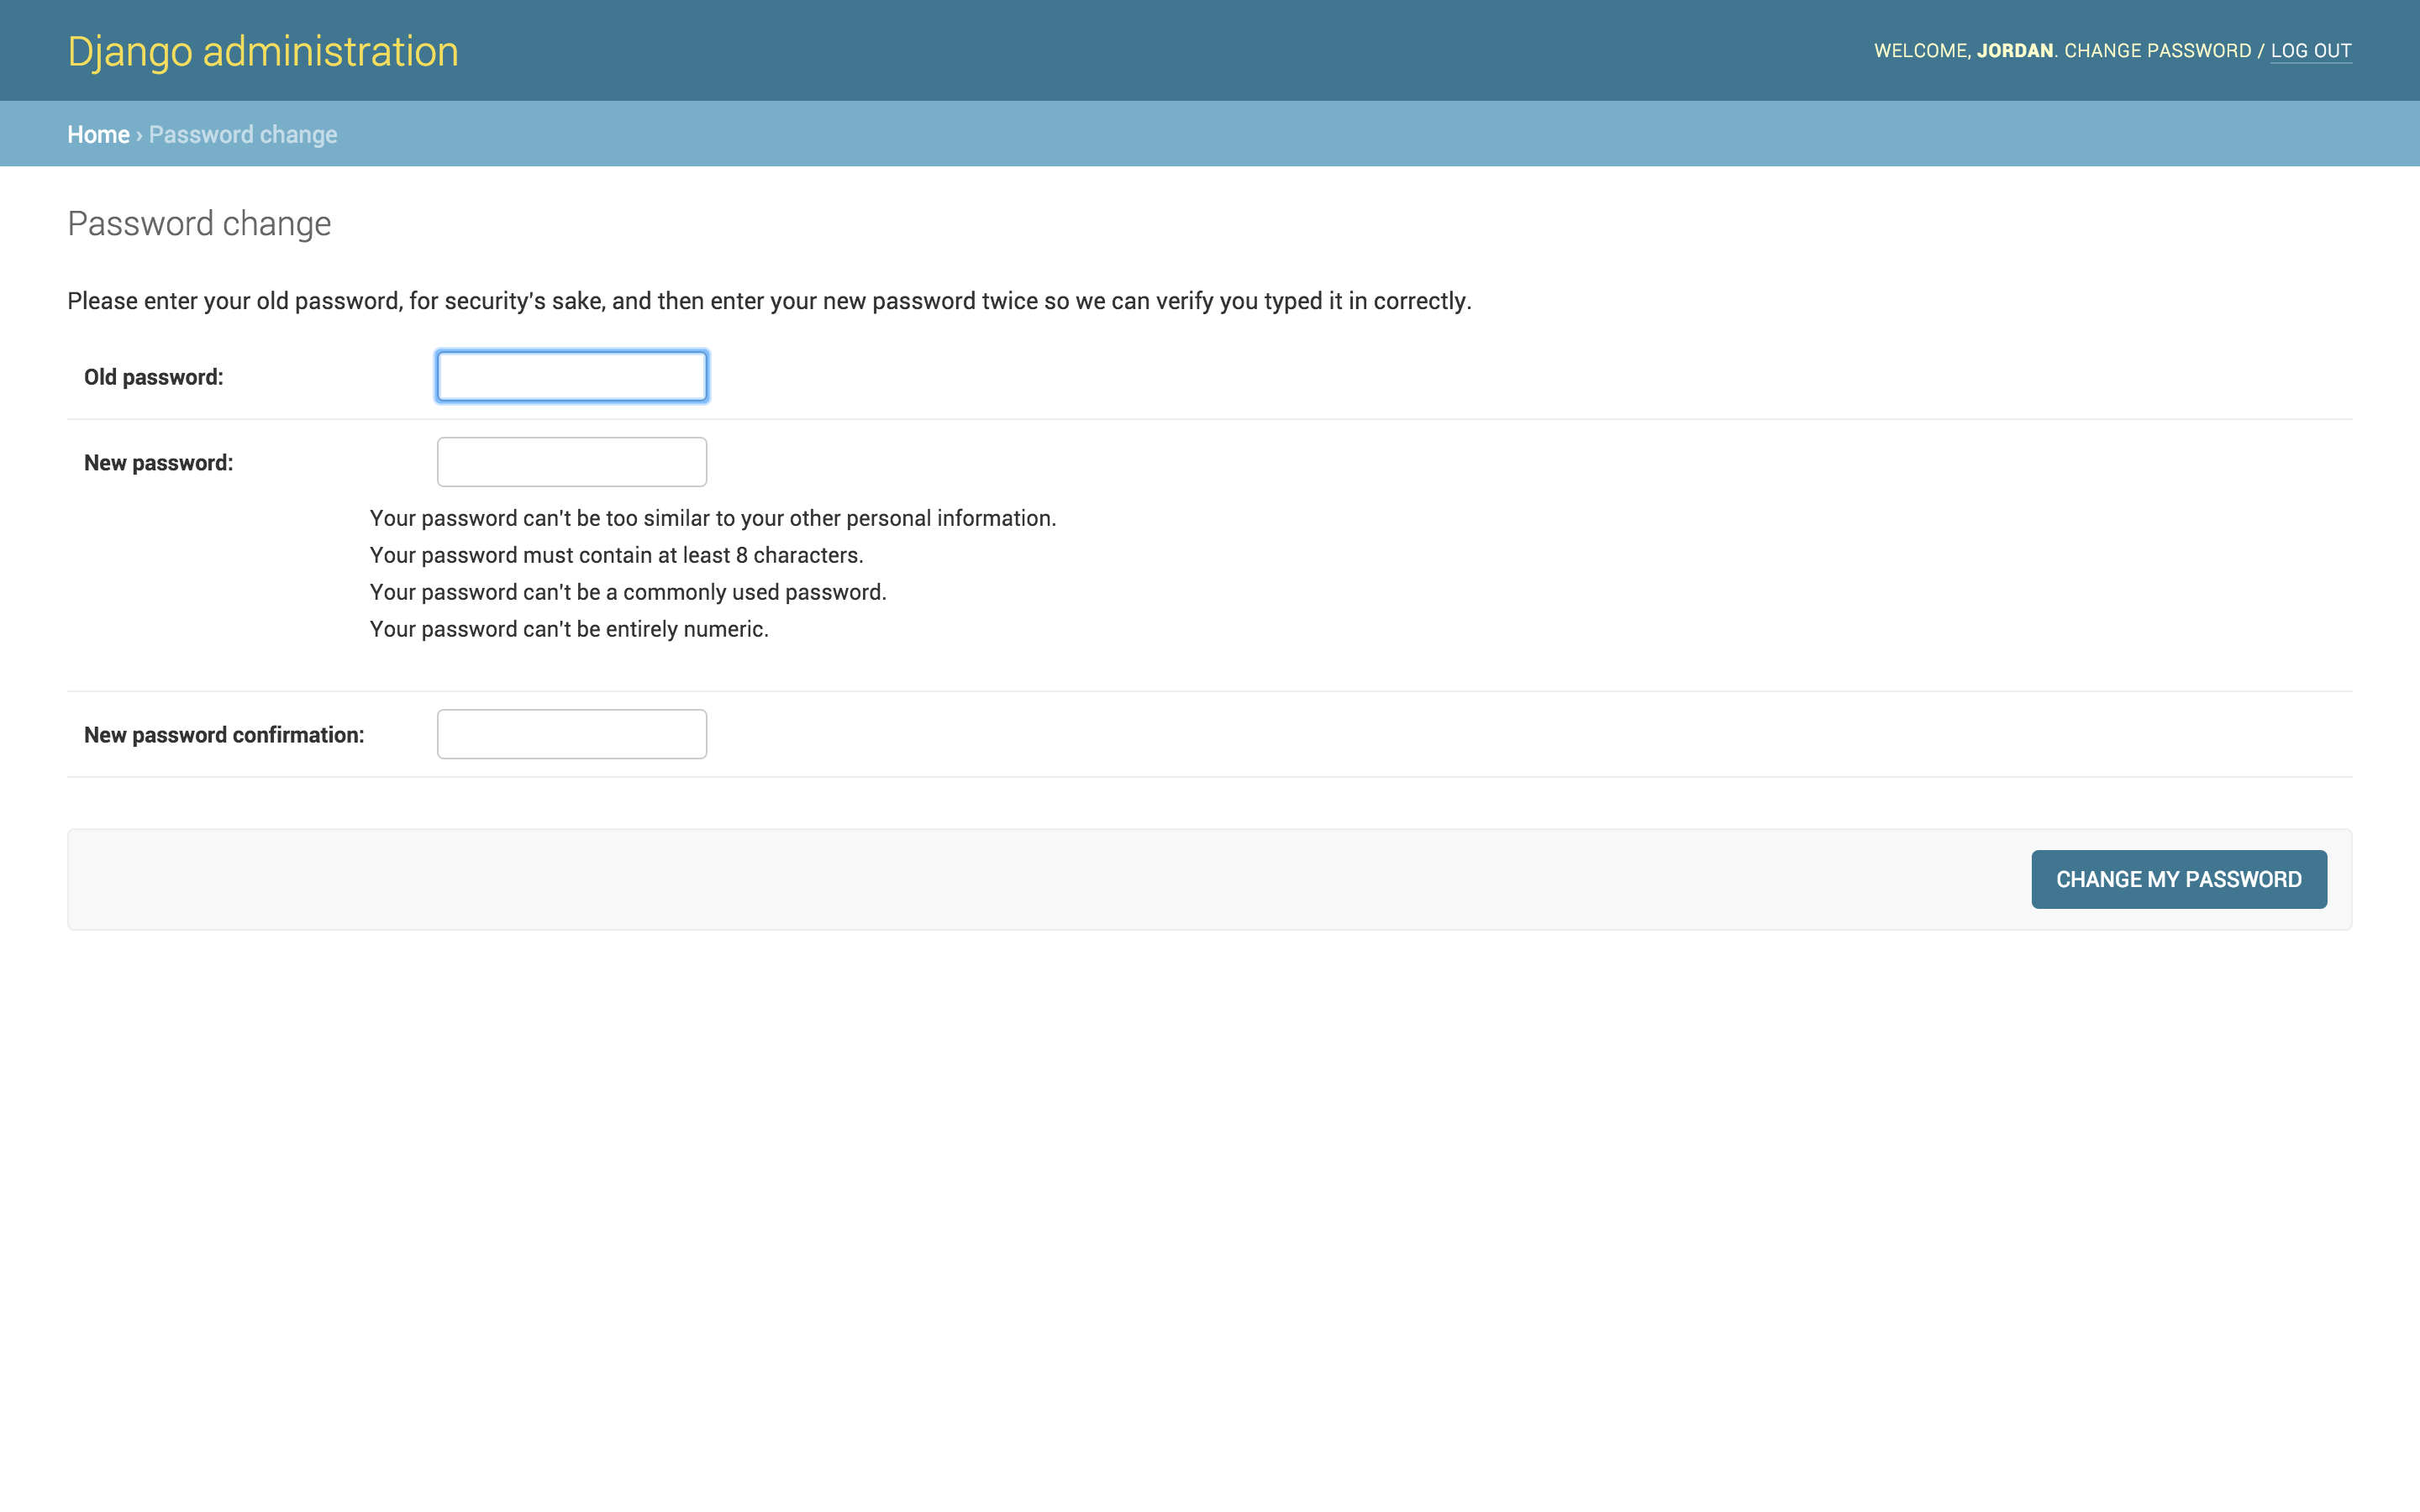 Django administration
WELCOME, JORDAN. CHANGE PASSWORD / LOG OUT
Home › Password change
Password change
Please enter your old password, for security's sake, and then enter your new password twice so we can verify you typed it in correctly.
Old password:
New password:
Your password can't be too similar to your other personal information.
Your password must contain at least 8 characters.
Your password can't be a commonly used password.
Your password can't be entirely numeric.
New password confirmation:
CHANGE MY PASSWORD